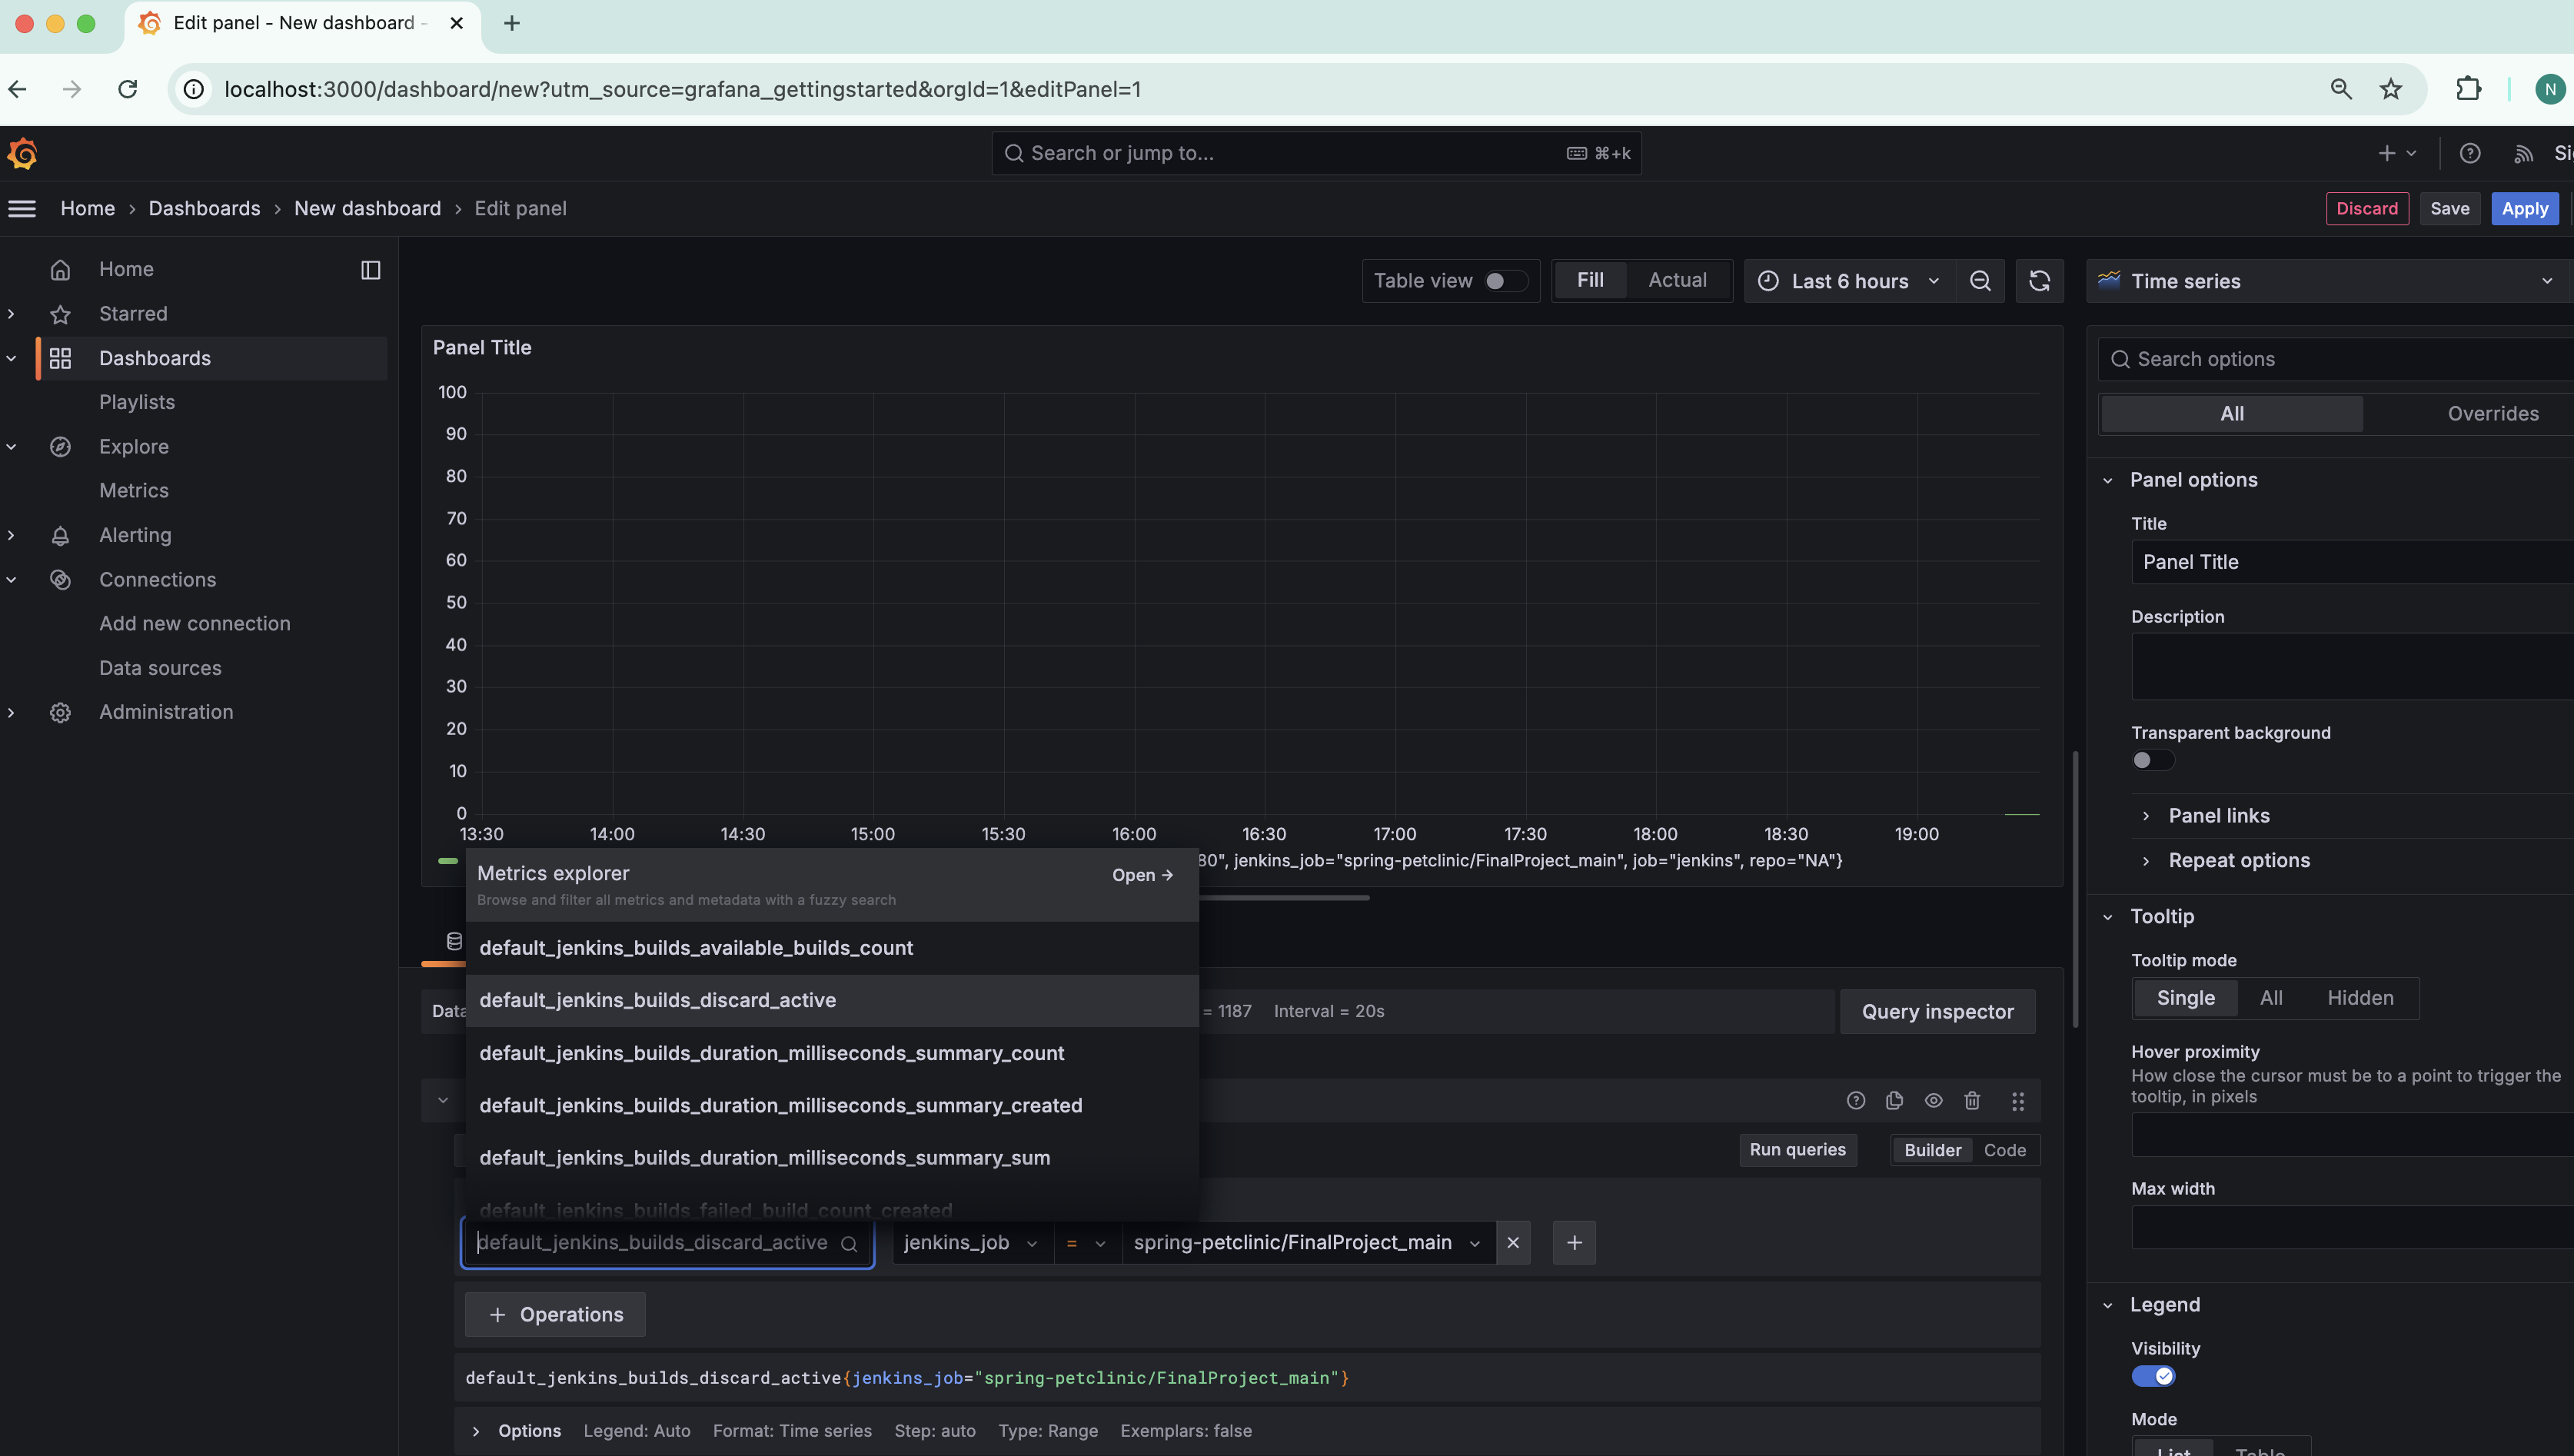 Edit panel - New dashboard -
localhost:3000/dashboard/new?utm_source=grafana_gettingstarted&orgId=1&editPanel=1
N
Search or jump to...
⌘+k
Home > Dashboards > New dashboard > Edit panel
Discard
Save
Apply
Home
Starred
Dashboards
Playlists
Explore
Metrics
Alerting
Connections
Add new connection
Data sources
Administration
Table view
Fill
Actual
Last 6 hours
Time series
Panel Title
100
90
80
70
60
50
40
30
20
10
0
13:30 14:00 14:30 15:00 15:30 16:00 16:30 17:00 17:30 18:00 18:30 19:00
80", jenkins_job="spring-petclinic/FinalProject_main", job="jenkins", repo="NA"}
Metrics explorer
Open →
Browse and filter all metrics and metadata with a fuzzy search
default_jenkins_builds_available_builds_count
default_jenkins_builds_discard_active
default_jenkins_builds_duration_milliseconds_summary_count
default_jenkins_builds_duration_milliseconds_summary_created
default_jenkins_builds_duration_milliseconds_summary_sum
default_jenkins_builds_failed_build_count_created
Data
= 1187
Interval = 20s
Query inspector
Run queries
Builder
Code
default_jenkins_builds_discard_active
jenkins_job
=
spring-petclinic/FinalProject_main
+ Operations
default_jenkins_builds_discard_active{jenkins_job="spring-petclinic/FinalProject_main"}
Options Legend: Auto Format: Time series Step: auto Type: Range Exemplars: false
Search options
All
Overrides
Panel options
Title
Panel Title
Description
Transparent background
Panel links
Repeat options
Tooltip
Tooltip mode
Single
All
Hidden
Hover proximity
How close the cursor must be to a point to trigger the
tooltip, in pixels
Max width
Legend
Visibility
Mode
List
Table